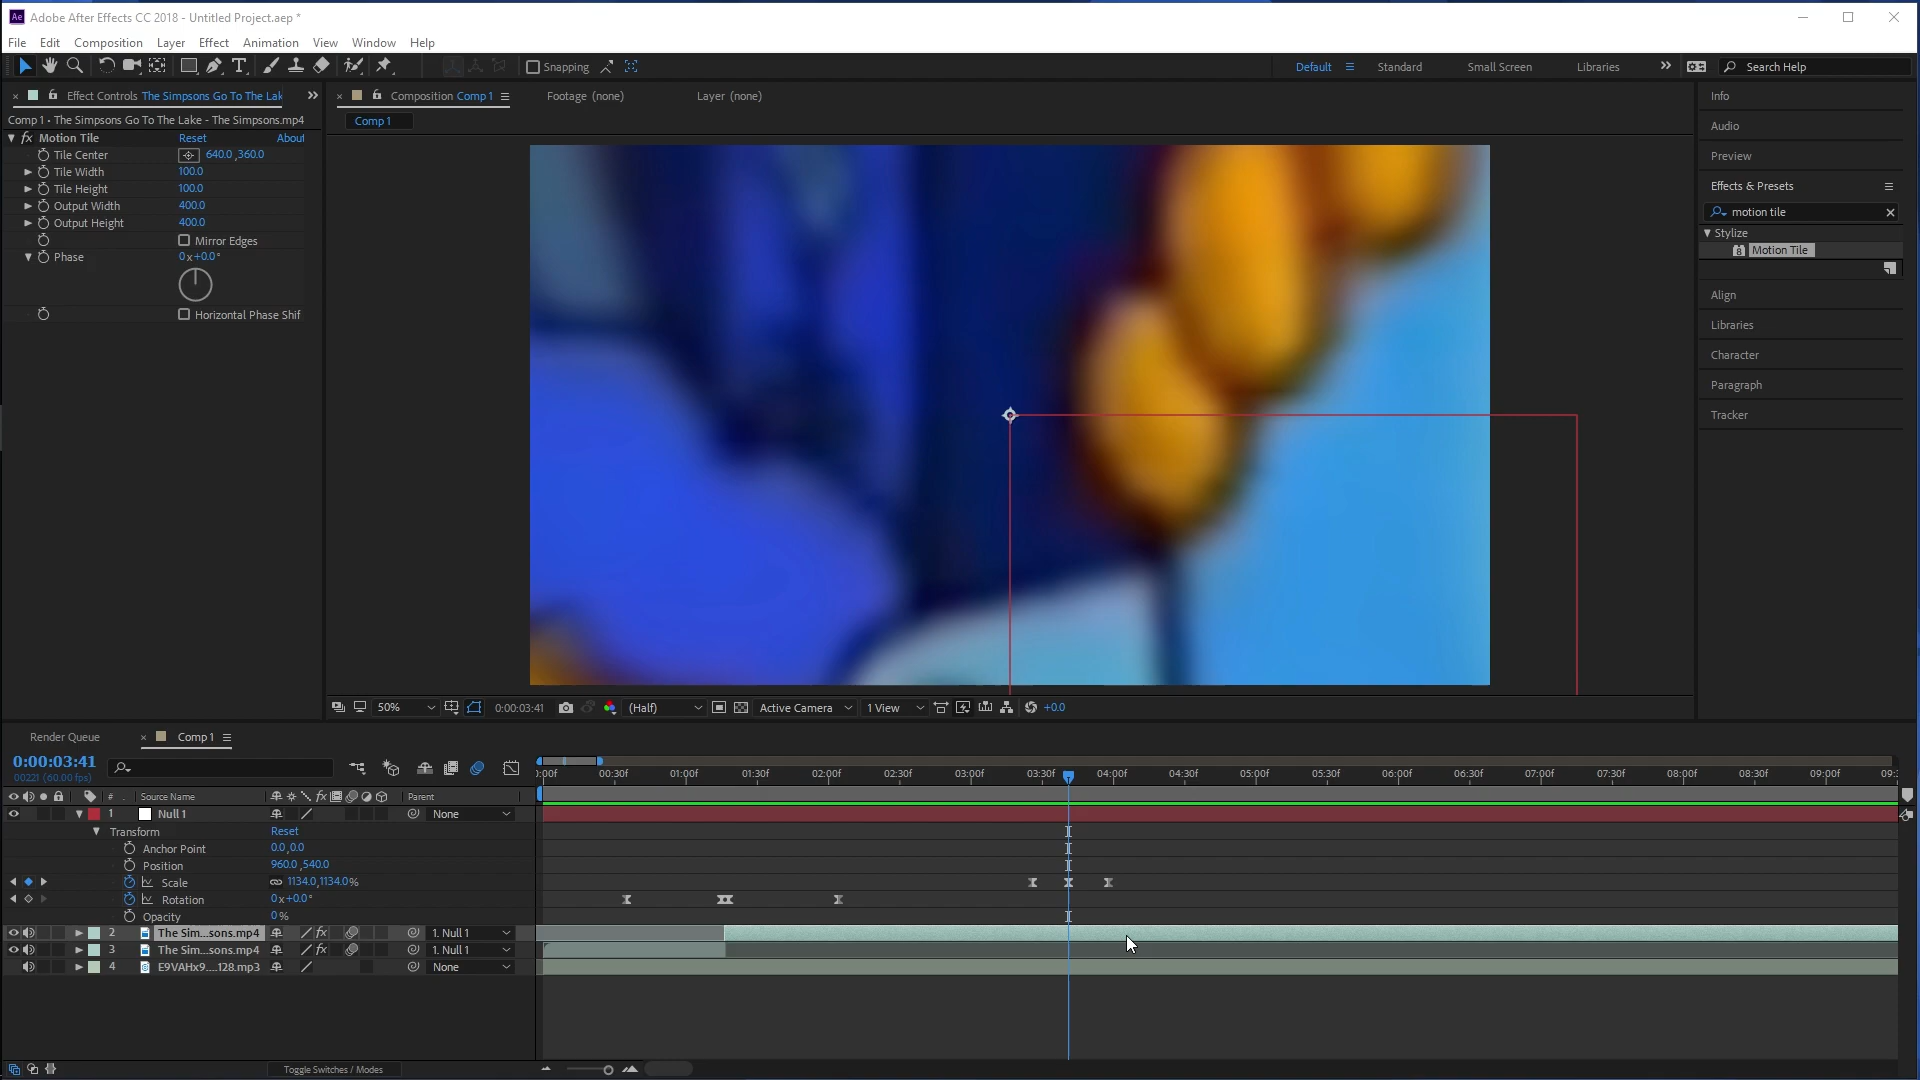 Adobe After Effects CC 2018 - Untitled Project.aep *
File Edit Composition Layer Effect Animation View Window Help
Snapping Default Standard Small Screen Libraries Search Help
Effect Controls The Simpsons Go To The Lak
Comp 1 • The Simpsons Go To The Lake - The Simpsons.mp4
fx Motion Tile Reset About
Tile Center 640.0 ,360.0
Tile Width 100.0
Tile Height 100.0
Output Width 400.0
Output Height 400.0
Mirror Edges
Phase 0 x +0.0 °
Horizontal Phase Shif
Composition Comp 1 Footage (none) Layer (none)
Comp 1
50% 0:00:03:41 (Half) Active Camera 1 View +0.0
Info
Audio
Preview
Effects & Presets
motion tile
Stylize
Motion Tile
Align
Libraries
Character
Paragraph
Tracker
Render Queue Comp 1
0:00:03:41
00221 (60.00 fps)
:00f 00:30f 01:00f 01:30f 02:00f 02:30f 03:00f 03:30f 04:00f 04:30f 05:00f 05:30f 06:00f 06:30f 07:00f 07:30f 08:00f 08:30f 09:00f 09:
# Source Name fx Parent
1 Null 1 None
Transform Reset
Anchor Point 0.0 ,0.0
Position 960.0 ,540.0
Scale 1134.0,1134.0 %
Rotation 0 x +0.0 °
Opacity 0 %
2 The Sim...sons.mp4 fx 1. Null 1
3 The Sim...sons.mp4 fx 1. Null 1
4 E9VAHx9....128.mp3 None
Toggle Switches / Modes